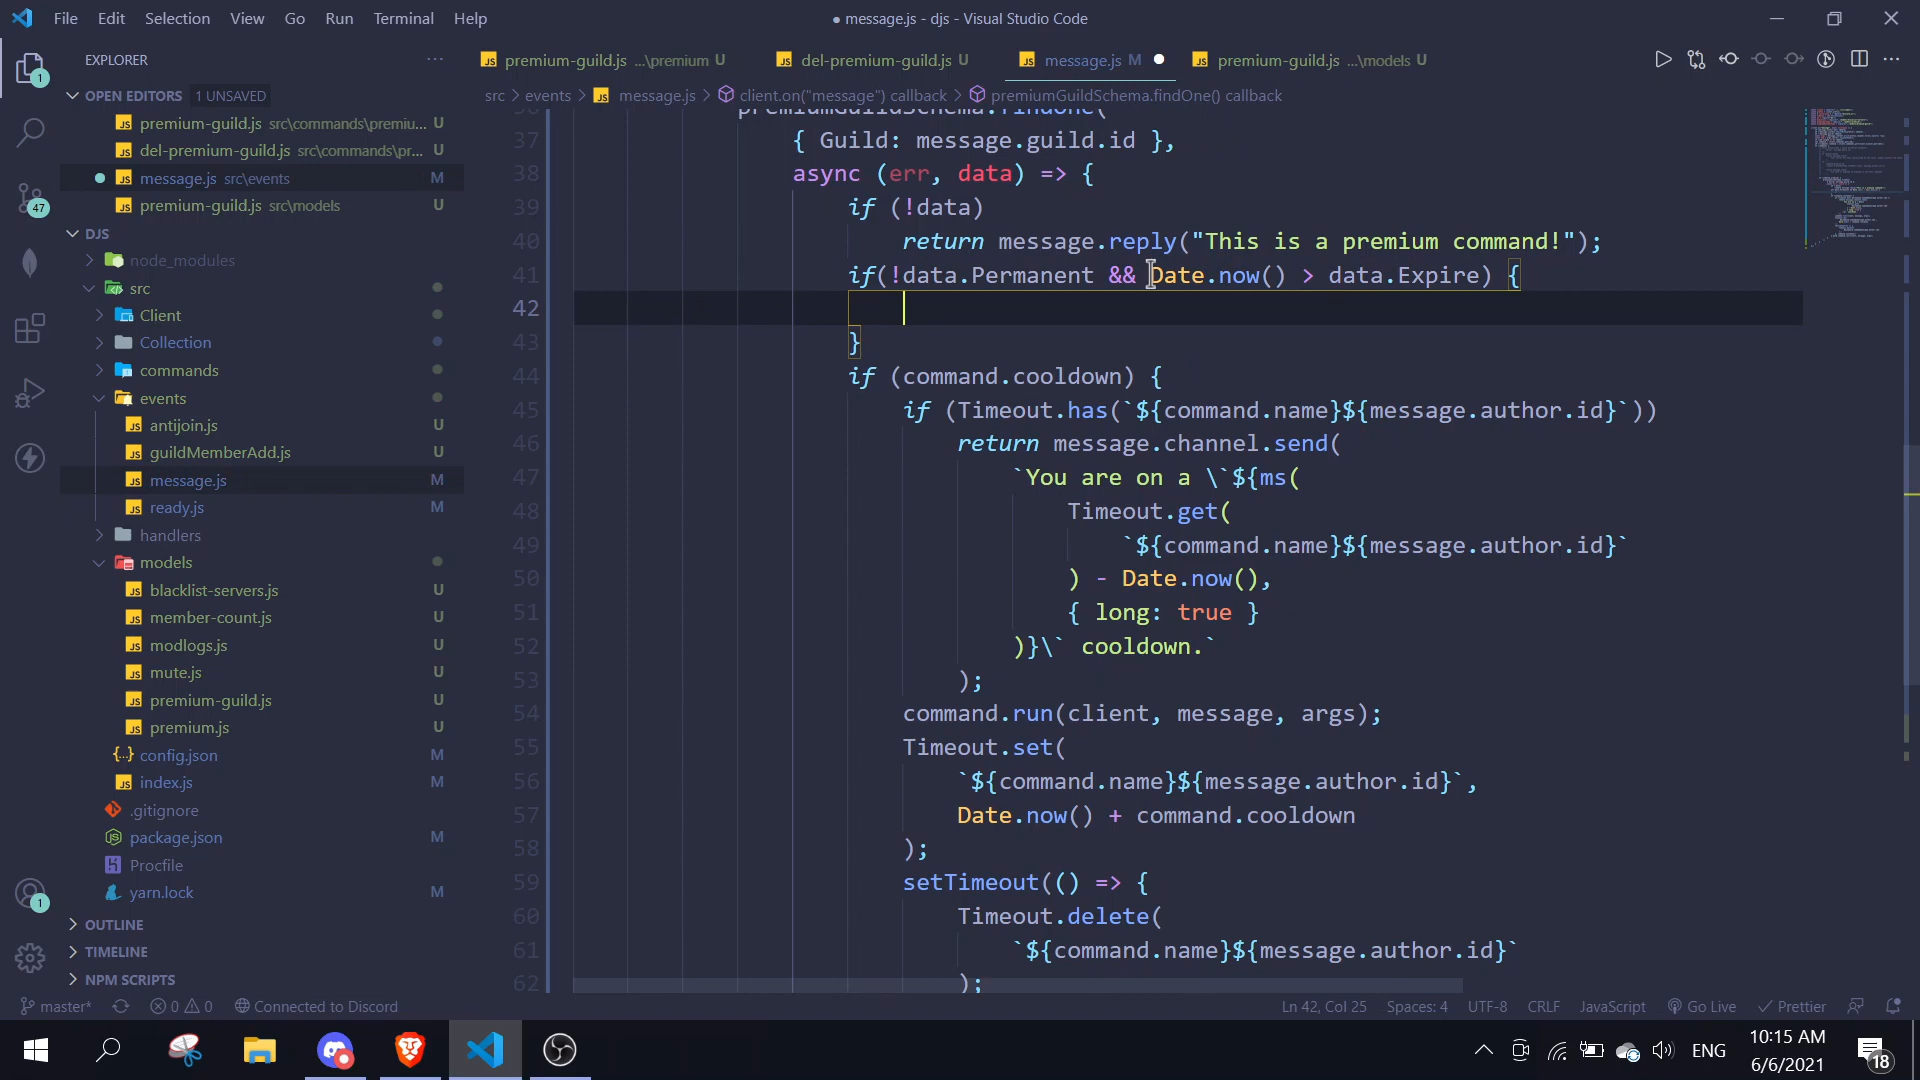 File Edit Selection View Go Run Terminal Help
● message.js - djs - Visual Studio Code
EXPLORER
premium-guild.js ...\premium U
del-premium-guild.js U
message.js M
premium-guild.js ...\models U
OPEN EDITORS 1 UNSAVED
src > events > message.js > client.on("message") callback > premiumGuildSchema.findOne() callback
premium-guild.js src\commands\premiu... U
del-premium-guild.js src\commands\pr... U
message.js src\events M
premium-guild.js src\models U
DJS
node_modules
src
Client
Collection
commands
events
antijoin.js U
guildMemberAdd.js U
message.js M
ready.js M
handlers
models
blacklist-servers.js U
member-count.js U
modlogs.js U
mute.js U
premium-guild.js U
premium.js U
config.json M
index.js M
.gitignore
package.json M
Procfile
yarn.lock M
OUTLINE
TIMELINE
NPM SCRIPTS
1
47
1
premiumGuildSchema.findOne(
37 { Guild: message.guild.id },
38 async (err, data) => {
39 if (!data)
40 return message.reply("This is a premium command!");
41 if(!data.Permanent && Date.now() > data.Expire) {
42
43 }
44 if (command.cooldown) {
45 if (Timeout.has(`${command.name}${message.author.id}`))
46 return message.channel.send(
47 `You are on a \`${ms(
48 Timeout.get(
49 `${command.name}${message.author.id}`
50 ) - Date.now(),
51 { long: true }
52 )}\` cooldown.`
53 );
54 command.run(client, message, args);
55 Timeout.set(
56 `${command.name}${message.author.id}`,
57 Date.now() + command.cooldown
58 );
59 setTimeout(() => {
60 Timeout.delete(
61 `${command.name}${message.author.id}`
62 );
master* 0 0 Connected to Discord
Ln 42, Col 25 Spaces: 4 UTF-8 CRLF JavaScript Go Live Prettier
ENG
10:15 AM
6/6/2021
18